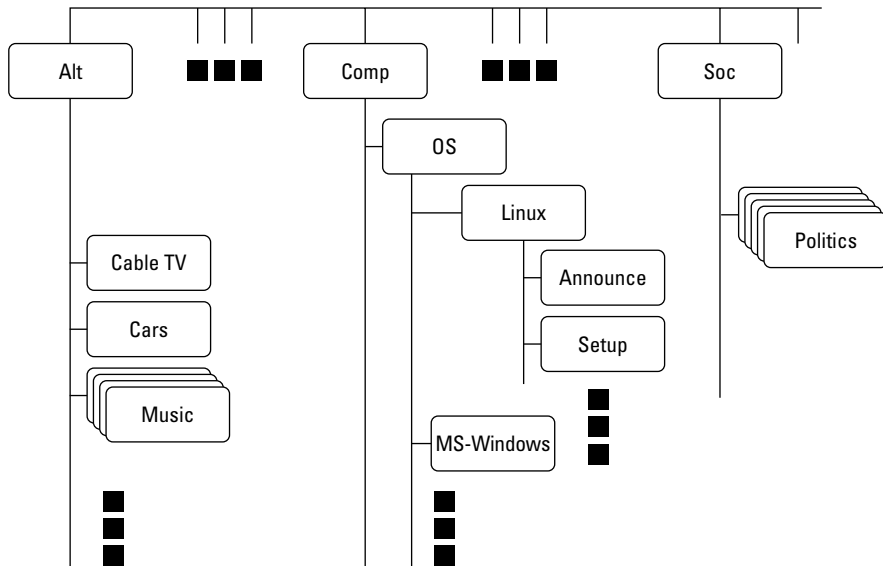 Alt
Comp
Soc
OS
Linux
Politics
Cable TV
Announce
Cars
Setup
Music
MS-Windows